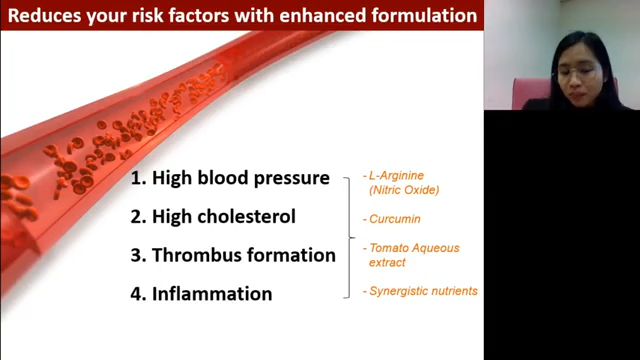 Reduces your risk factors with enhanced formulation
1. High blood pressure
2. High cholesterol
3. Thrombus formation
4. Inflammation
- L-Arginine
(Nitric Oxide)
- Curcumin
- Tomato Aqueous
extract
- Synergistic nutrients